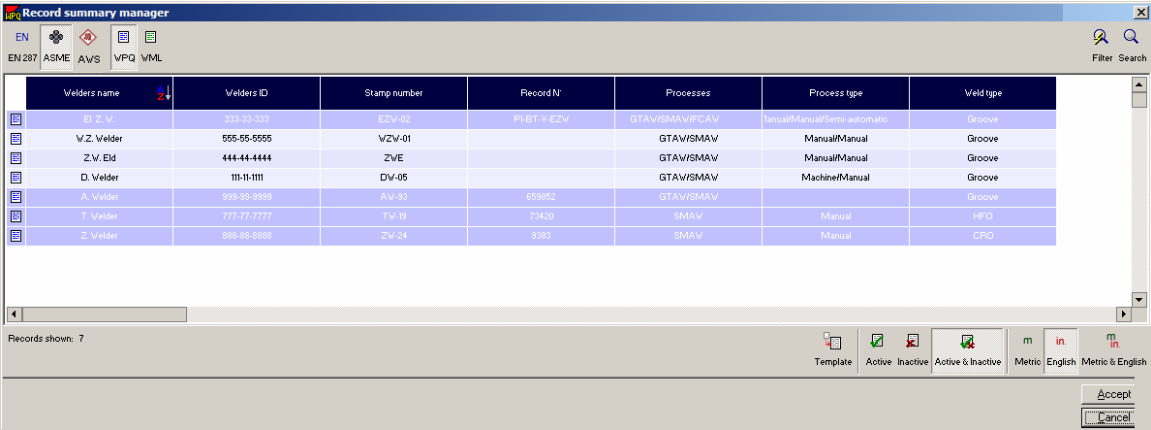 WPQ Record summary manager
EN
EN 287 ASME AWS WPQ WML Filter Search
Welders name Welders ID Stamp number Record N° Processes Process type Weld type
El Z. W. 333-33-333 EZW-02 PI-BT-V-EZW GTAW/SMAW/FCAW Manual/Manual/Semi-automatic Groove
W.Z. Welder 555-55-5555 WZW-01 GTAW/SMAW Manual/Manual Groove
Z.W. Eld 444-44-4444 ZWE GTAW/SMAW Manual/Manual Groove
D. Welder 111-11-1111 DW-05 GTAW/SMAW Machine/Manual Groove
A. Welder 999-99-9999 AW-93 659852 GTAW/SMAW Groove
T. Welder 777-77-7777 TW-19 73420 SMAW Manual HFO
Z. Welder 888-88-8888 ZW-24 9383 SMAW Manual CRO
Records shown: 7
m in. m in.
Template Active Inactive Active & Inactive Metric English Metric & English
Accept
Cancel